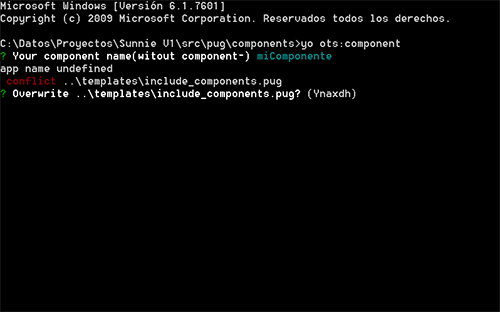 Microsoft Windows [Versión 6.1.7601]
Copyright (c) 2009 Microsoft Corporation. Reservados todos los derechos.
C:\Datos\Proyectos\Sunnie V1\src\pug\components>yo ots:component
? Your component name(witout component-) miComponente
app name undefined
conflict ..\templates\include_components.pug
? Overwrite ..\templates\include_components.pug? (Ynaxdh)